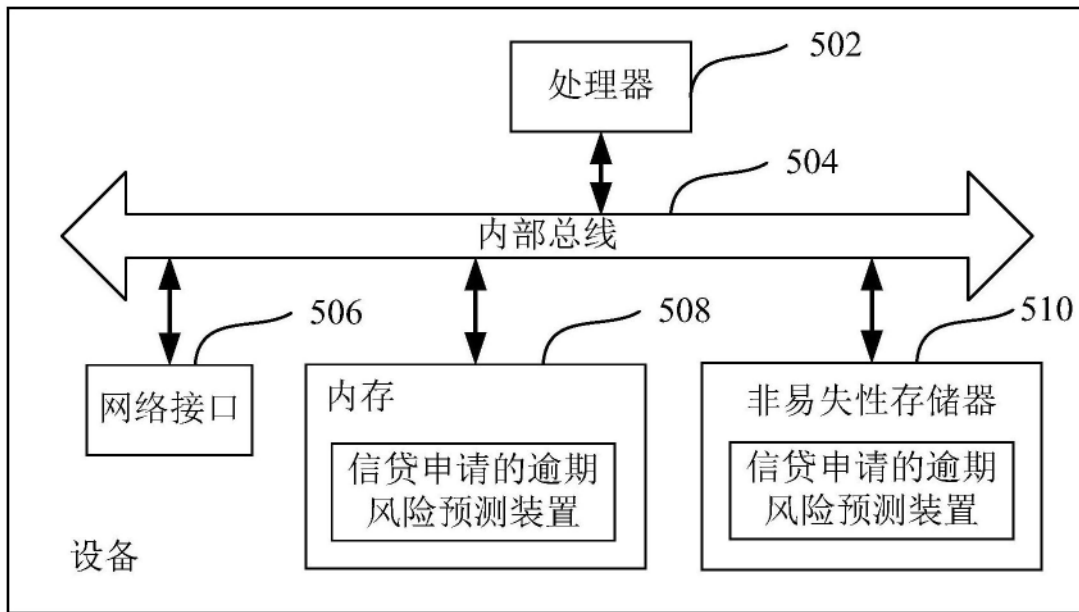 502
处理器
504
内部总线
506
508
510
网络接口
内存
信贷申请的逾期
风险预测装置
非易失性存储器
信贷申请的逾期
风险预测装置
设备